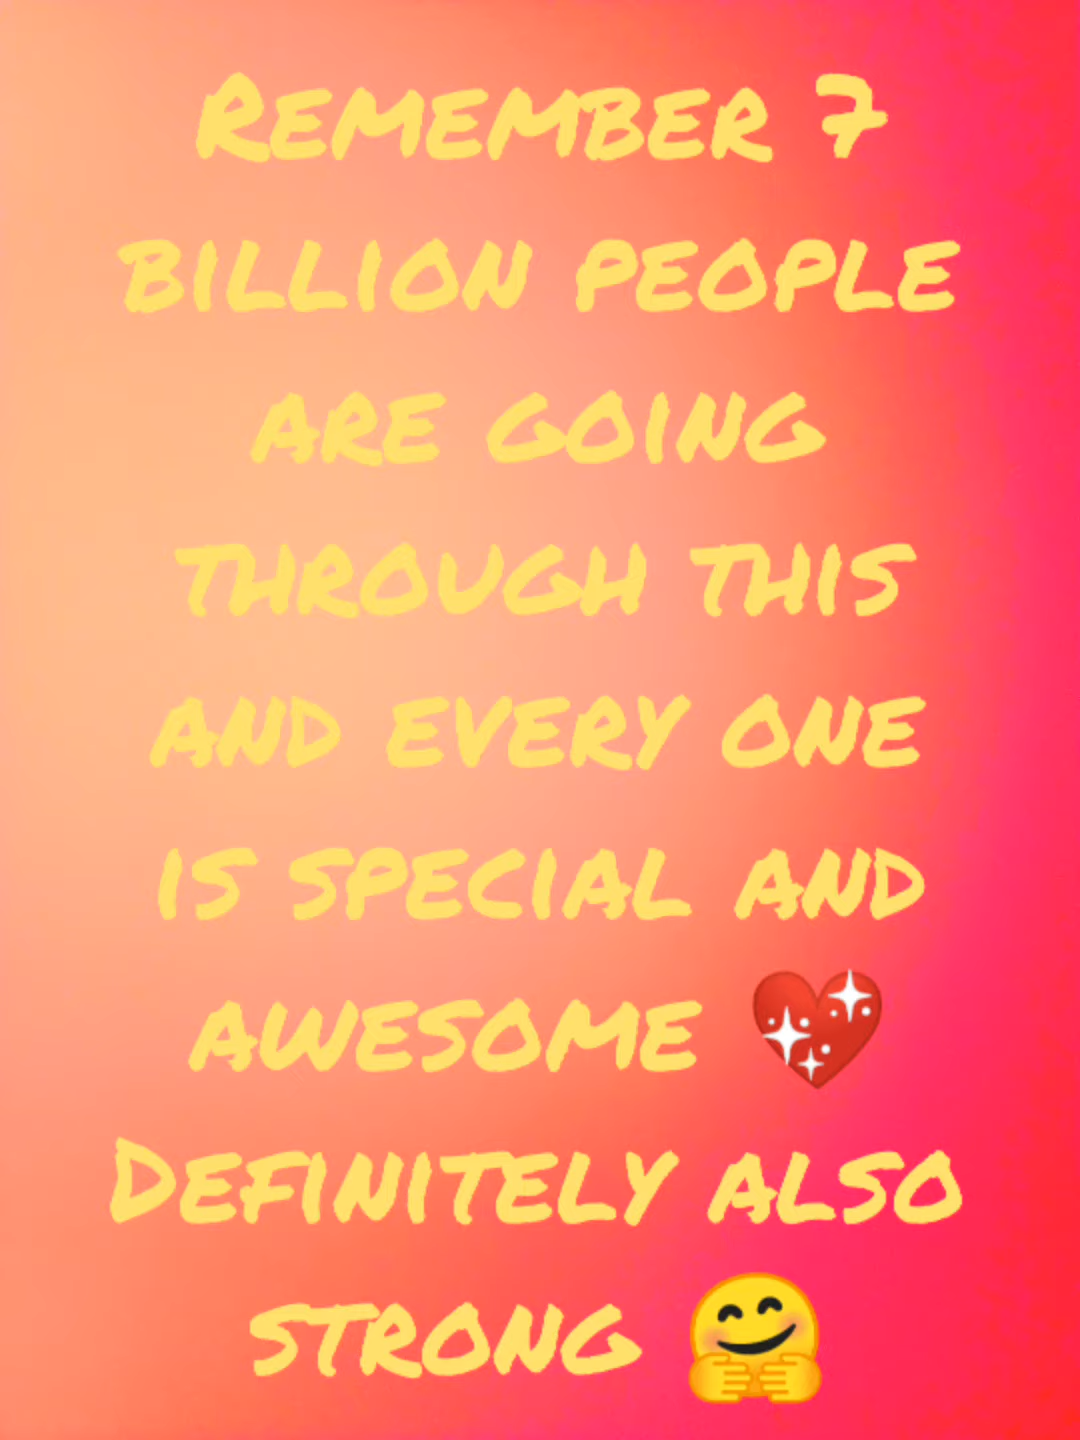 Remember 7
billion people
are going
through this
and every one
is special and
awesome 💖
Definitely also
strong 🤗